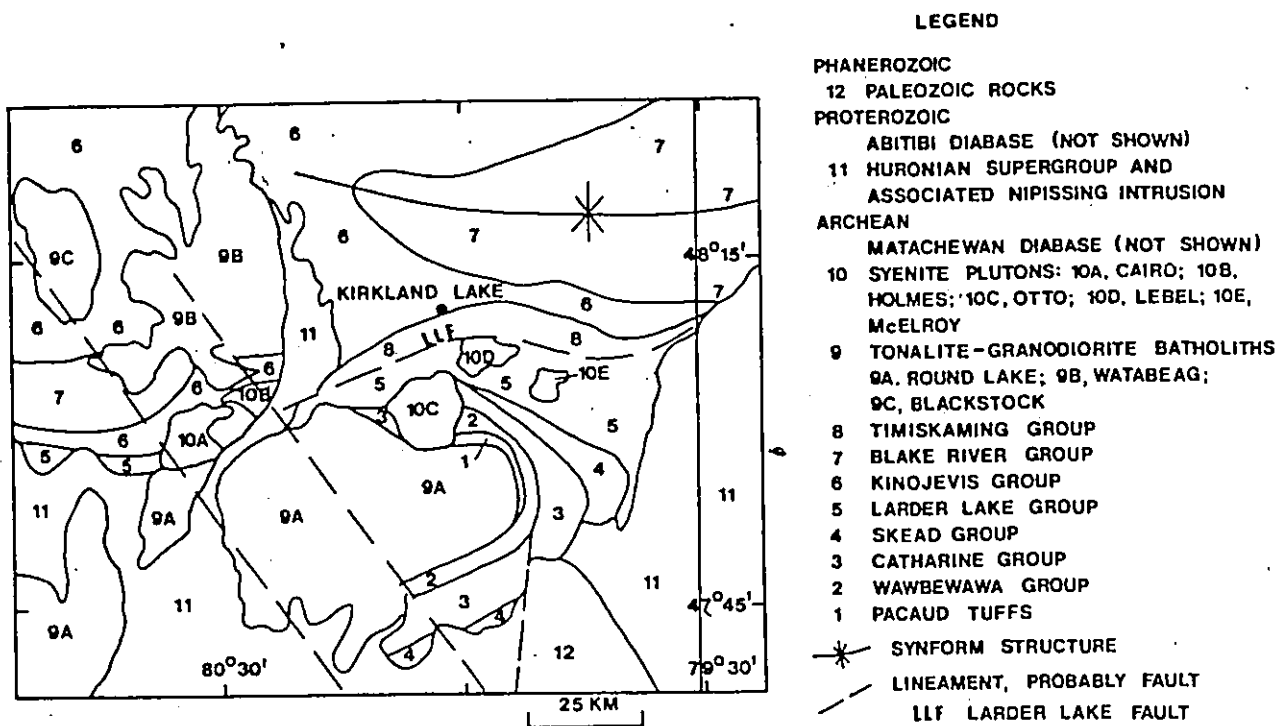 LEGEND
PHANEROZOIC
12 PALEOZOIC ROCKS
PROTEROZOIC
ABITIBI DIABASE (NOT SHOWN)
11 HURONIAN SUPERGROUP AND
ASSOCIATED NIPISSING INTRUSION
ARCHEAN
MATACHEWAN DIABASE (NOT SHOWN)
10 SYENITE PLUTONS: 10A, CAIRO; 10B,
HOLMES; 10C, OTTO; 10D, LEBEL; 10E,
McELROY
9 TONALITE-GRANODIORITE BATHOLITHS
9A, ROUND LAKE; 9B, WATABEAG;
9C, BLACKSTOCK
8 TIMISKAMING GROUP
7 BLAKE RIVER GROUP
6 KINOJEVIS GROUP
5 LARDER LAKE GROUP
4 SKEAD GROUP
3 CATHARINE GROUP
2 WAWBEWAWA GROUP
1 PACAUD TUFFS
SYNFORM STRUCTURE
LINEAMENT, PROBABLY FAULT
LLF LARDER LAKE FAULT
6 6 7
7
9C 9B 6 7
48°15'
KIRKLAND LAKE 6 7
9B
6 6 11 LLF 8
8 10D
6 10E
7 6 10B 5 5
10C
3 2 5
6 10A
5 5 1 4
9A 9A
11 9A 3 11
2
9A 11 3 47°45'
4
4 12
80°30' 79°30'
25 KM